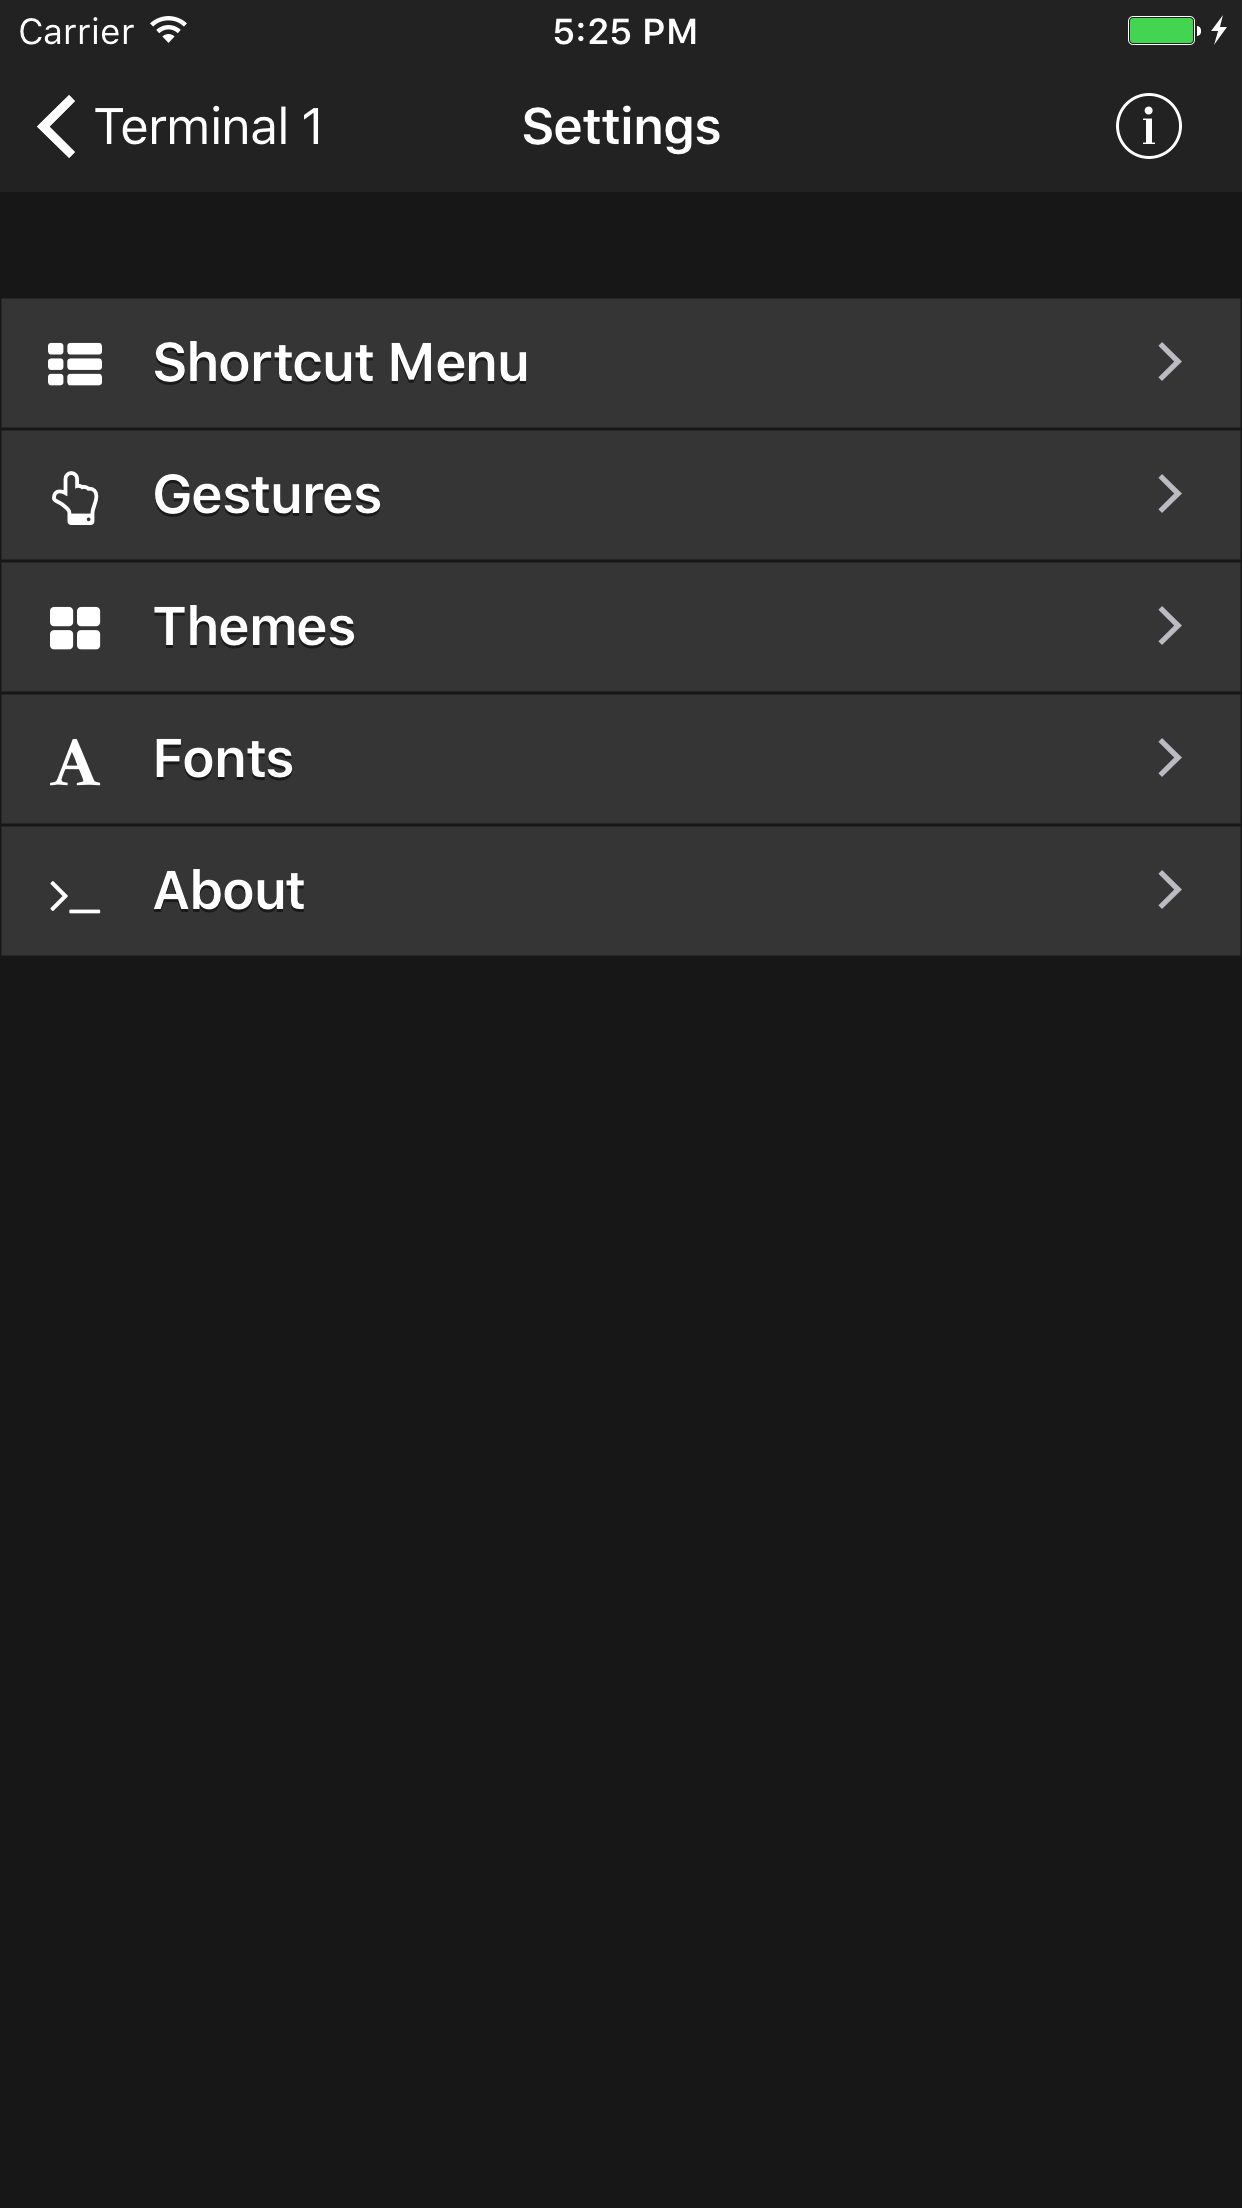 Carrier 5:25 PM
Terminal 1 Settings
Shortcut Menu
Gestures
Themes
Fonts
About